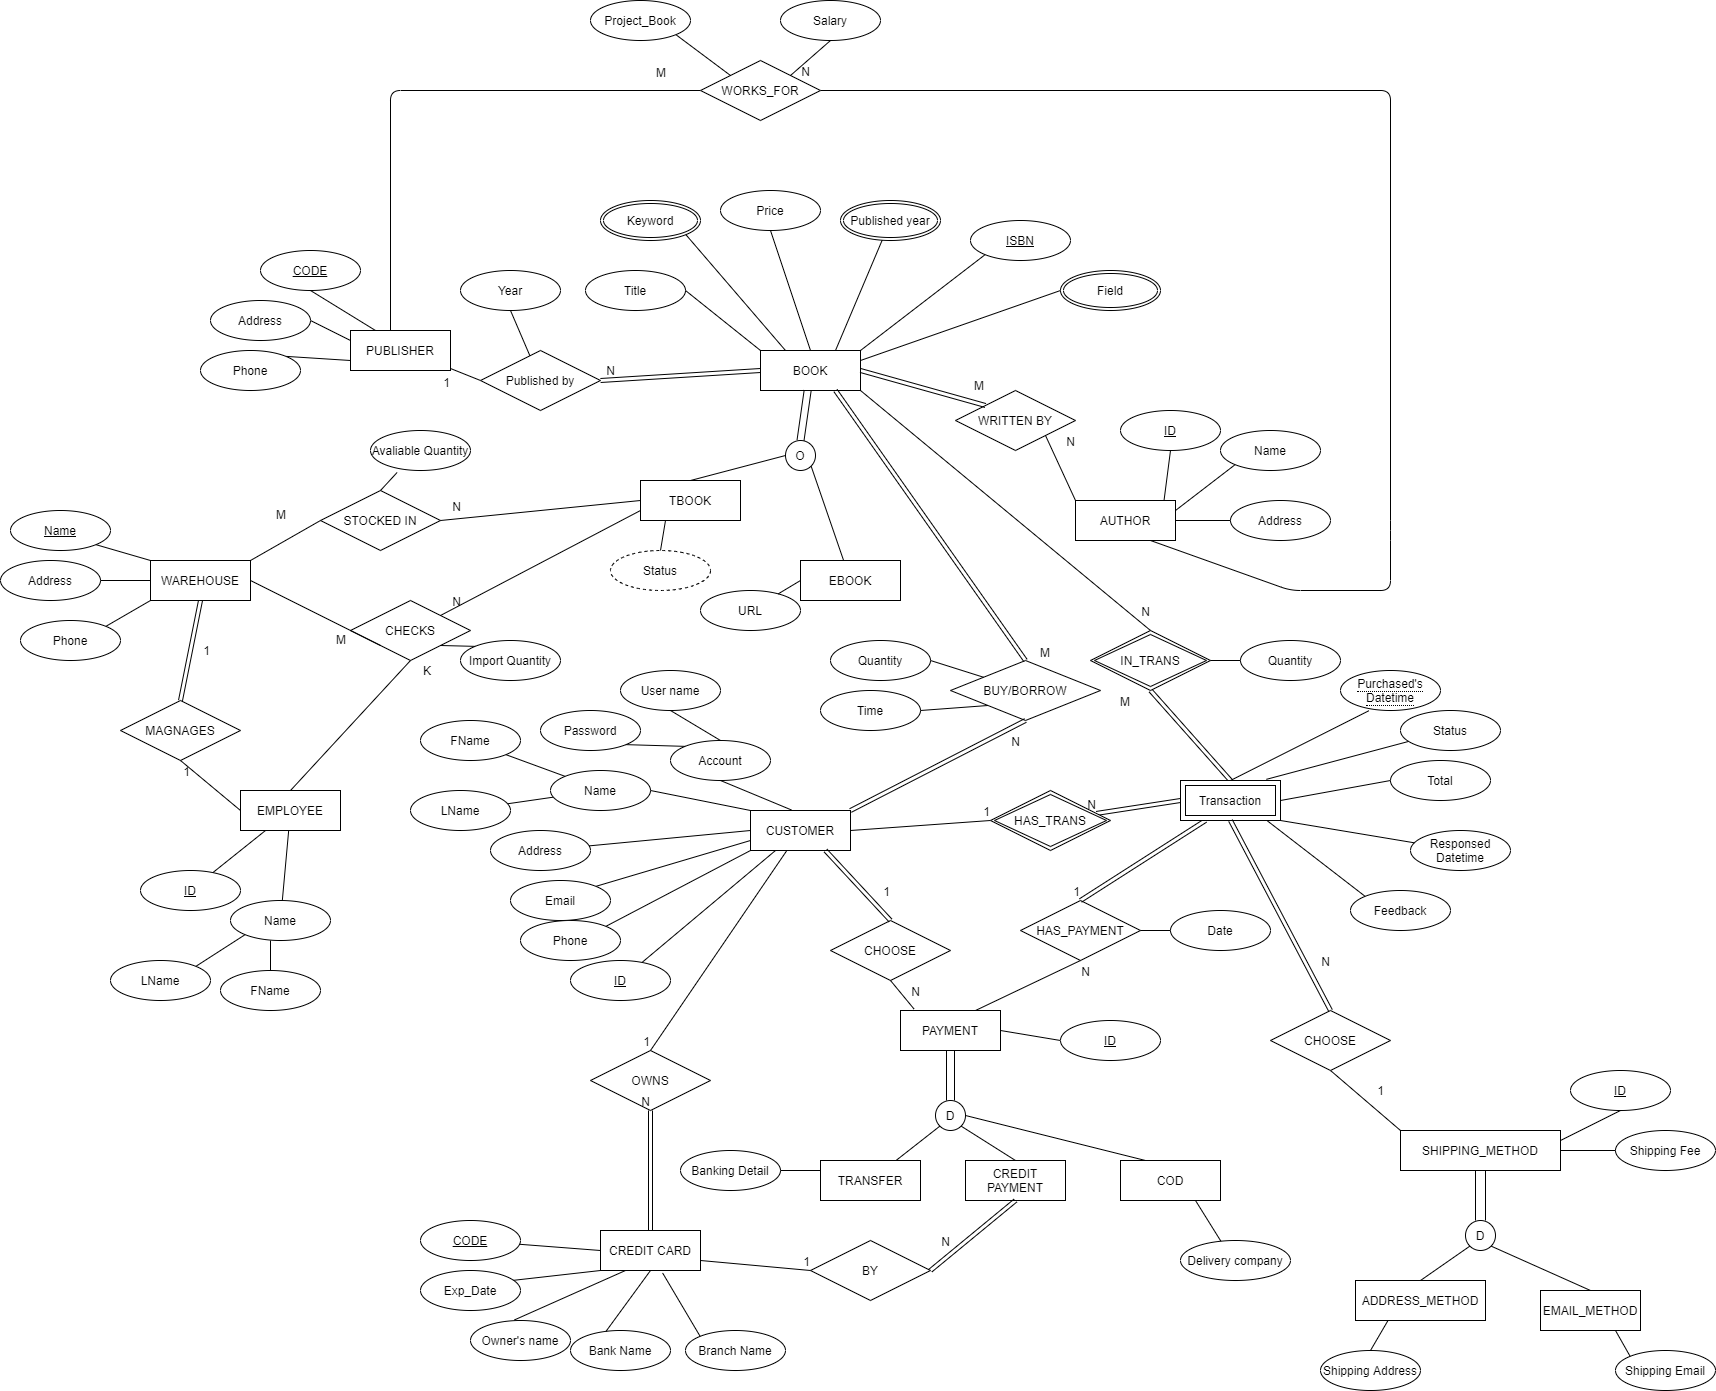 Project_Book
Salary
M
N
WORKS_FOR
Keyword
Price
Published year
ISBN
CODE
Year
Title
Field
Address
PUBLISHER
Phone
1
Published by
N
BOOK
M
WRITTEN BY
N
ID
Name
Avaliable Quantity
O
TBOOK
M
STOCKED IN
N
AUTHOR
Address
Name
Status
Address
WAREHOUSE
EBOOK
URL
N
M
CHECKS
K
Import Quantity
Phone
1
N
M
Quantity
BUY/BORROW
IN_TRANS
Quantity
M
N
Purchased's
Datetime
User name
Time
MAGNAGES
1
FName
Password
Account
Status
Name
LName
Total
EMPLOYEE
CUSTOMER
1
HAS_TRANS
N
Transaction
Address
Responsed
Datetime
ID
Email
1
1
Feedback
Name
Phone
CHOOSE
HAS_PAYMENT
Date
LName
FName
ID
N
N
N
PAYMENT
ID
CHOOSE
1
OWNS
N
1
ID
D
Banking Detail
TRANSFER
CREDIT
PAYMENT
COD
SHIPPING_METHOD
Shipping Fee
CODE
CREDIT CARD
1
N
BY
Delivery company
D
Exp_Date
Owner's name
Bank Name
Branch Name
ADDRESS_METHOD
EMAIL_METHOD
Shipping Address
Shipping Email